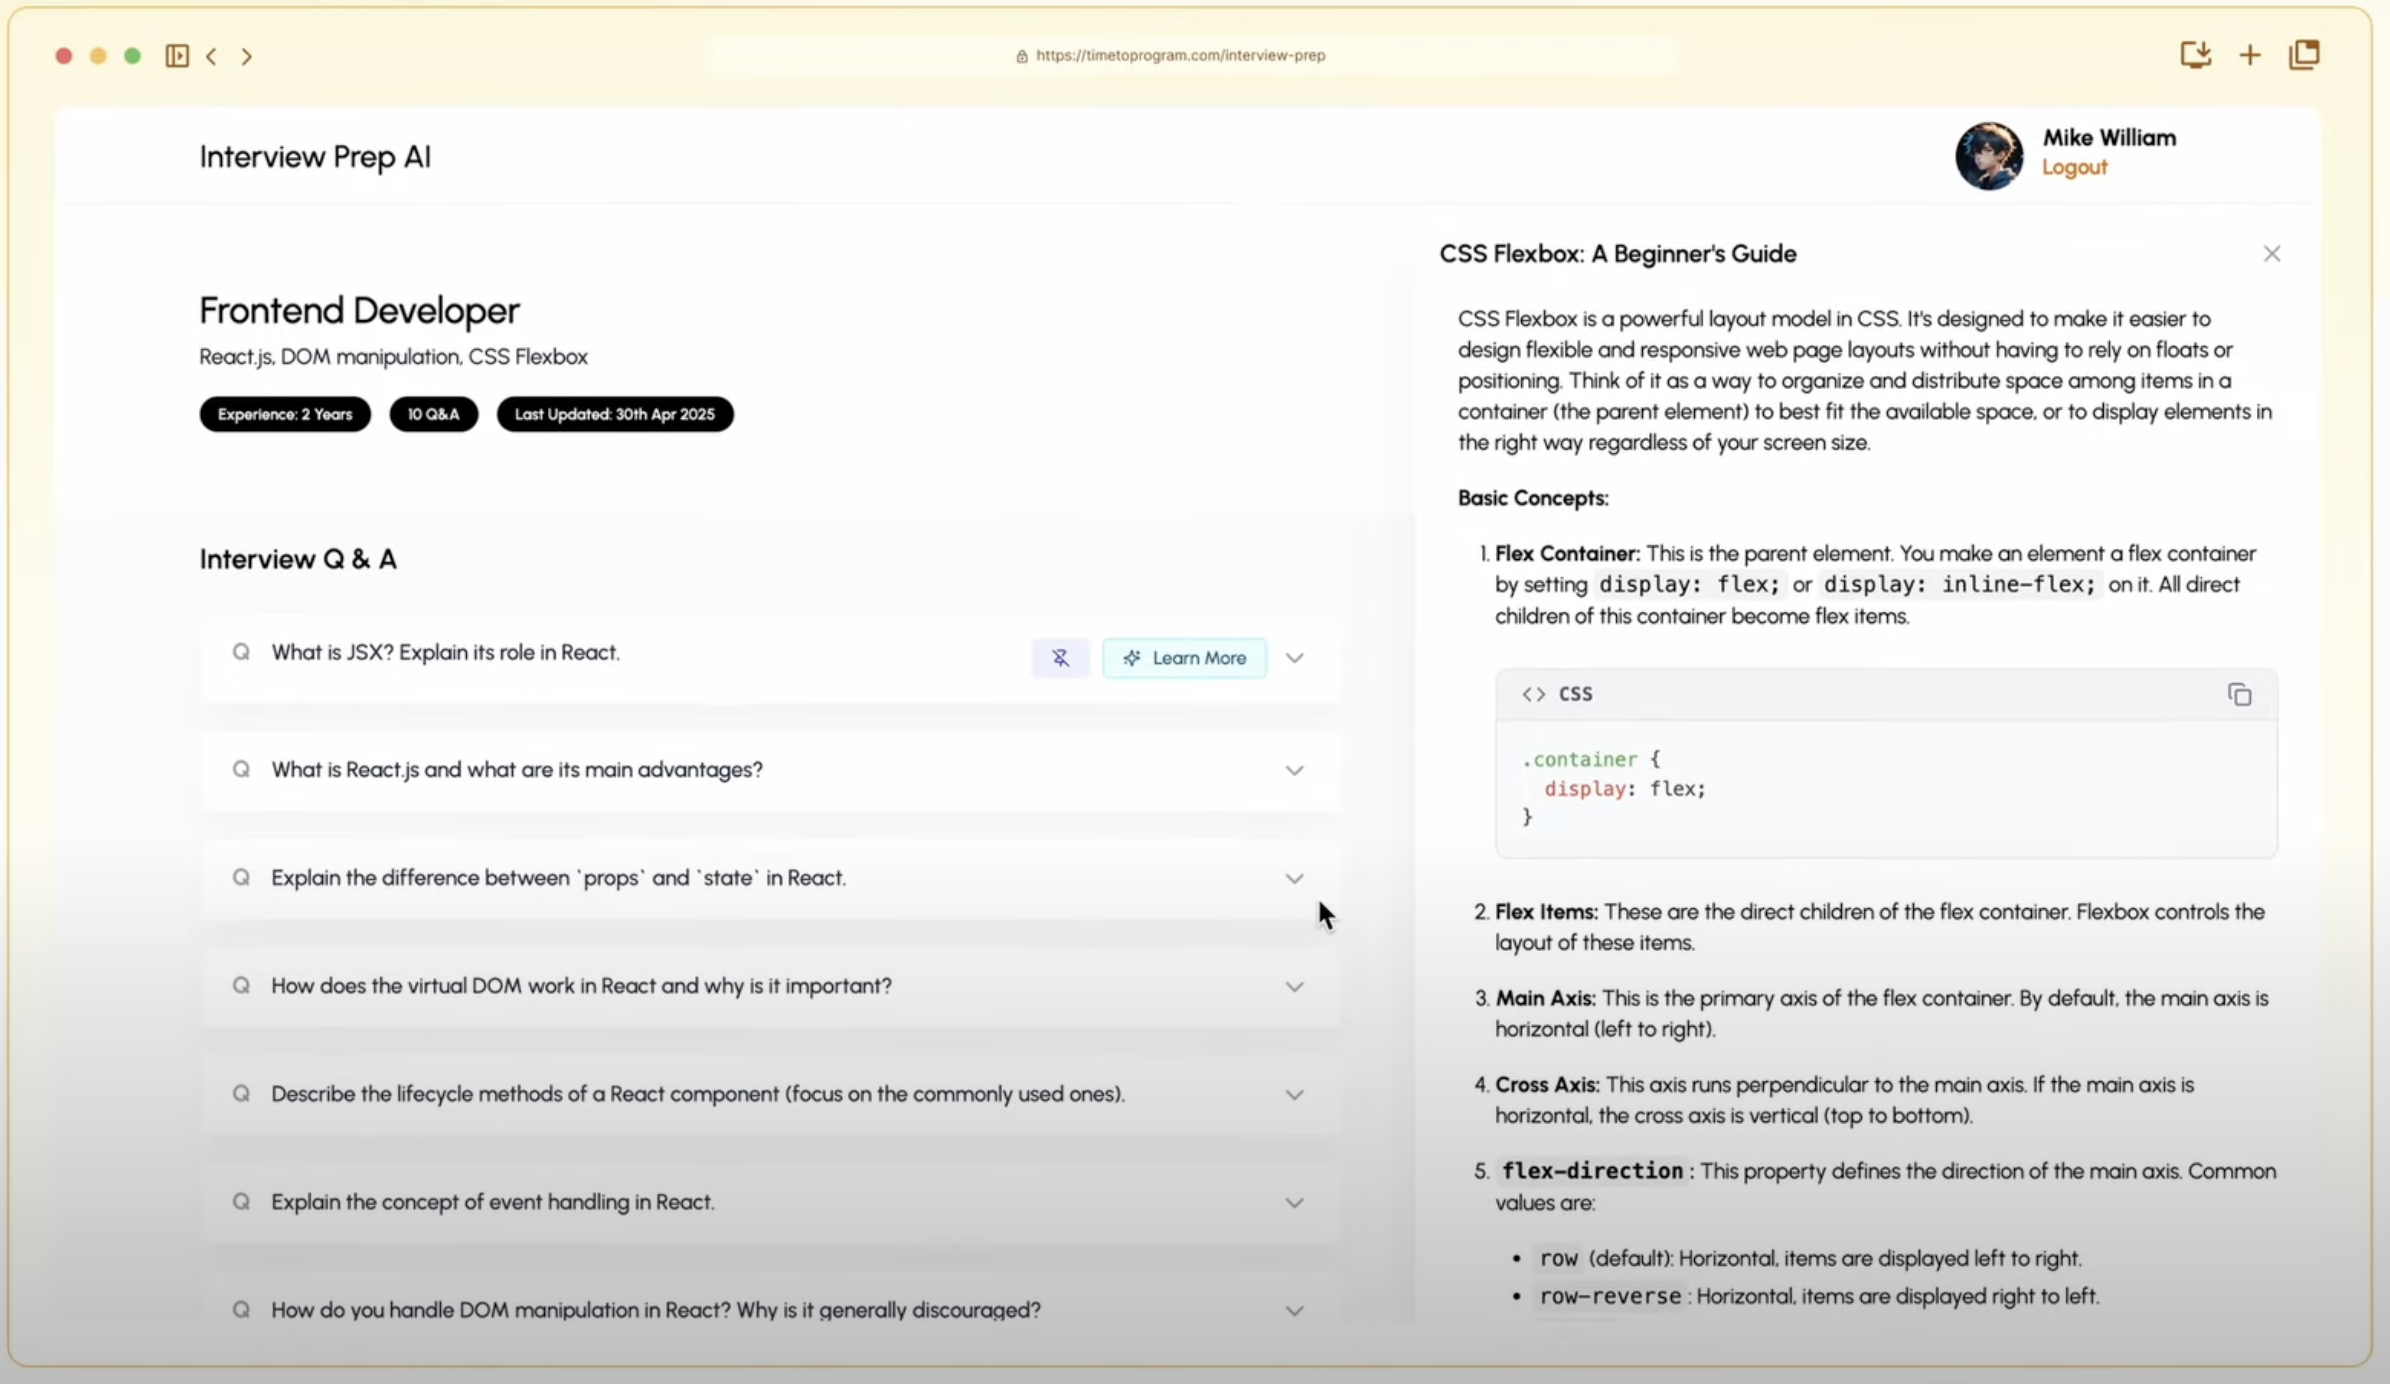 https://timetoprogram.com/interview-prep
Interview Prep AI
Mike William
Logout
Frontend Developer
React.js, DOM manipulation, CSS Flexbox
Experience: 2 Years
10 Q&A
Last Updated: 30th Apr 2025
Interview Q & A
Q What is JSX? Explain its role in React.
Learn More
Q What is React.js and what are its main advantages?
Q Explain the difference between `props` and `state` in React.
Q How does the virtual DOM work in React and why is it important?
Q Describe the lifecycle methods of a React component (focus on the commonly used ones).
Q Explain the concept of event handling in React.
Q How do you handle DOM manipulation in React? Why is it generally discouraged?
CSS Flexbox: A Beginner's Guide
CSS Flexbox is a powerful layout model in CSS. It's designed to make it easier to
design flexible and responsive web page layouts without having to rely on floats or
positioning. Think of it as a way to organize and distribute space among items in a
container (the parent element) to best fit the available space, or to display elements in
the right way regardless of your screen size.
Basic Concepts:
1. Flex Container: This is the parent element. You make an element a flex container
by setting display: flex; or display: inline-flex; on it. All direct
children of this container become flex items.
<> CSS
.container {
display: flex;
}
2. Flex Items: These are the direct children of the flex container. Flexbox controls the
layout of these items.
3. Main Axis: This is the primary axis of the flex container. By default, the main axis is
horizontal (left to right).
4. Cross Axis: This axis runs perpendicular to the main axis. If the main axis is
horizontal, the cross axis is vertical (top to bottom).
5. flex-direction : This property defines the direction of the main axis. Common
values are:
• row (default): Horizontal, items are displayed left to right.
• row-reverse : Horizontal, items are displayed right to left.